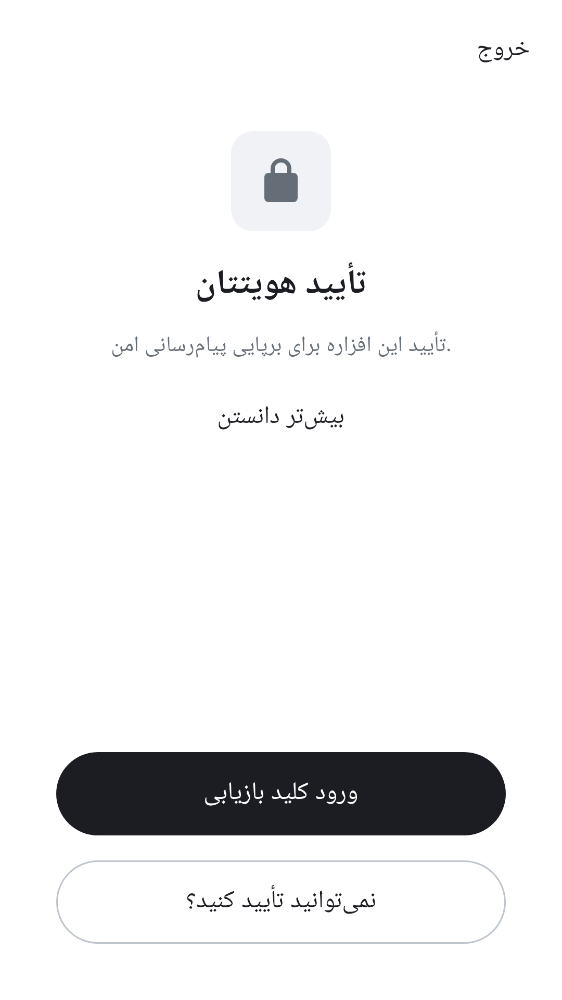 خروج
تأیید هویتتان
تأیید این افزاره برای برپایی پیام‌رسانی امن.
بیش‌تر دانستن
ورود کلید بازیابی
نمی‌توانید تأیید کنید؟